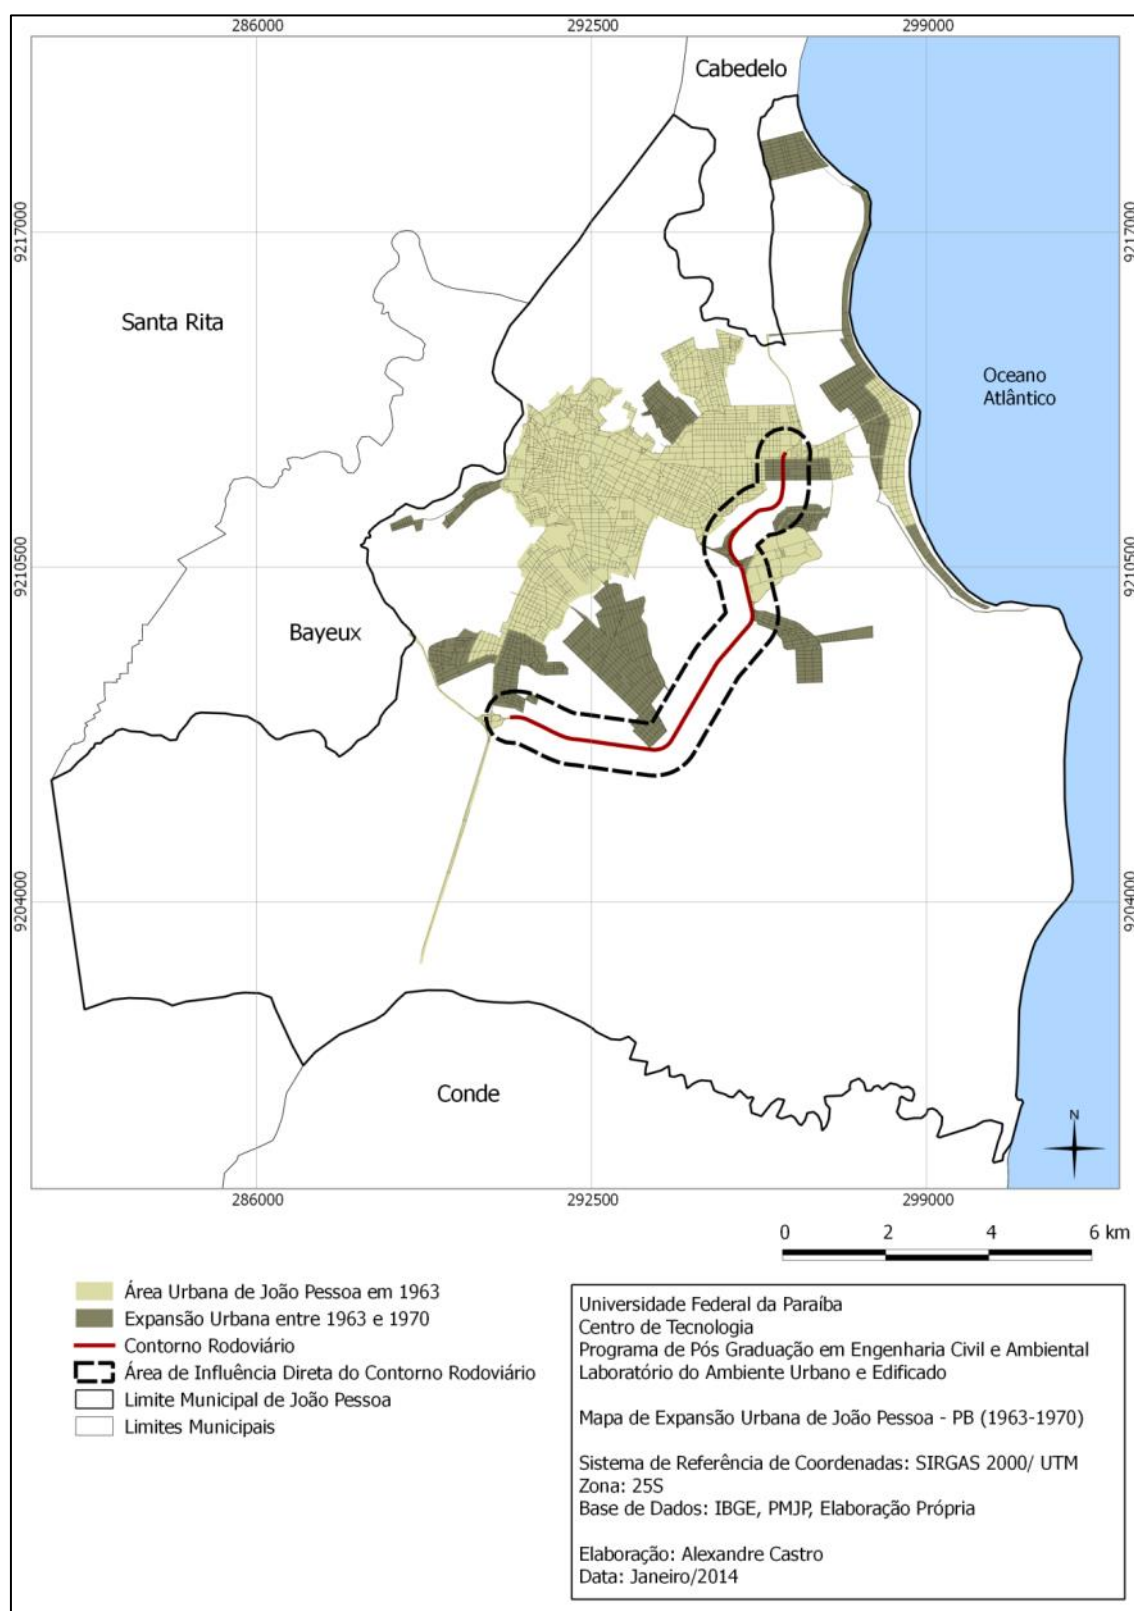 286000
292500
299000
Cabedelo
9217000
9217000
Santa Rita
Oceano
Atlântico
9210500
9210500
Bayeux
9204000
9204000
Conde
N
286000
292500
299000
0 2 4 6 km
Área Urbana de João Pessoa em 1963
Expansão Urbana entre 1963 e 1970
Contorno Rodoviário
Área de Influência Direta do Contorno Rodoviário
Limite Municipal de João Pessoa
Limites Municipais
Universidade Federal da Paraíba
Centro de Tecnologia
Programa de Pós Graduação em Engenharia Civil e Ambiental
Laboratório do Ambiente Urbano e Edificado
Mapa de Expansão Urbana de João Pessoa - PB (1963-1970)
Sistema de Referência de Coordenadas: SIRGAS 2000/ UTM
Zona: 25S
Base de Dados: IBGE, PMJP, Elaboração Própria
Elaboração: Alexandre Castro
Data: Janeiro/2014